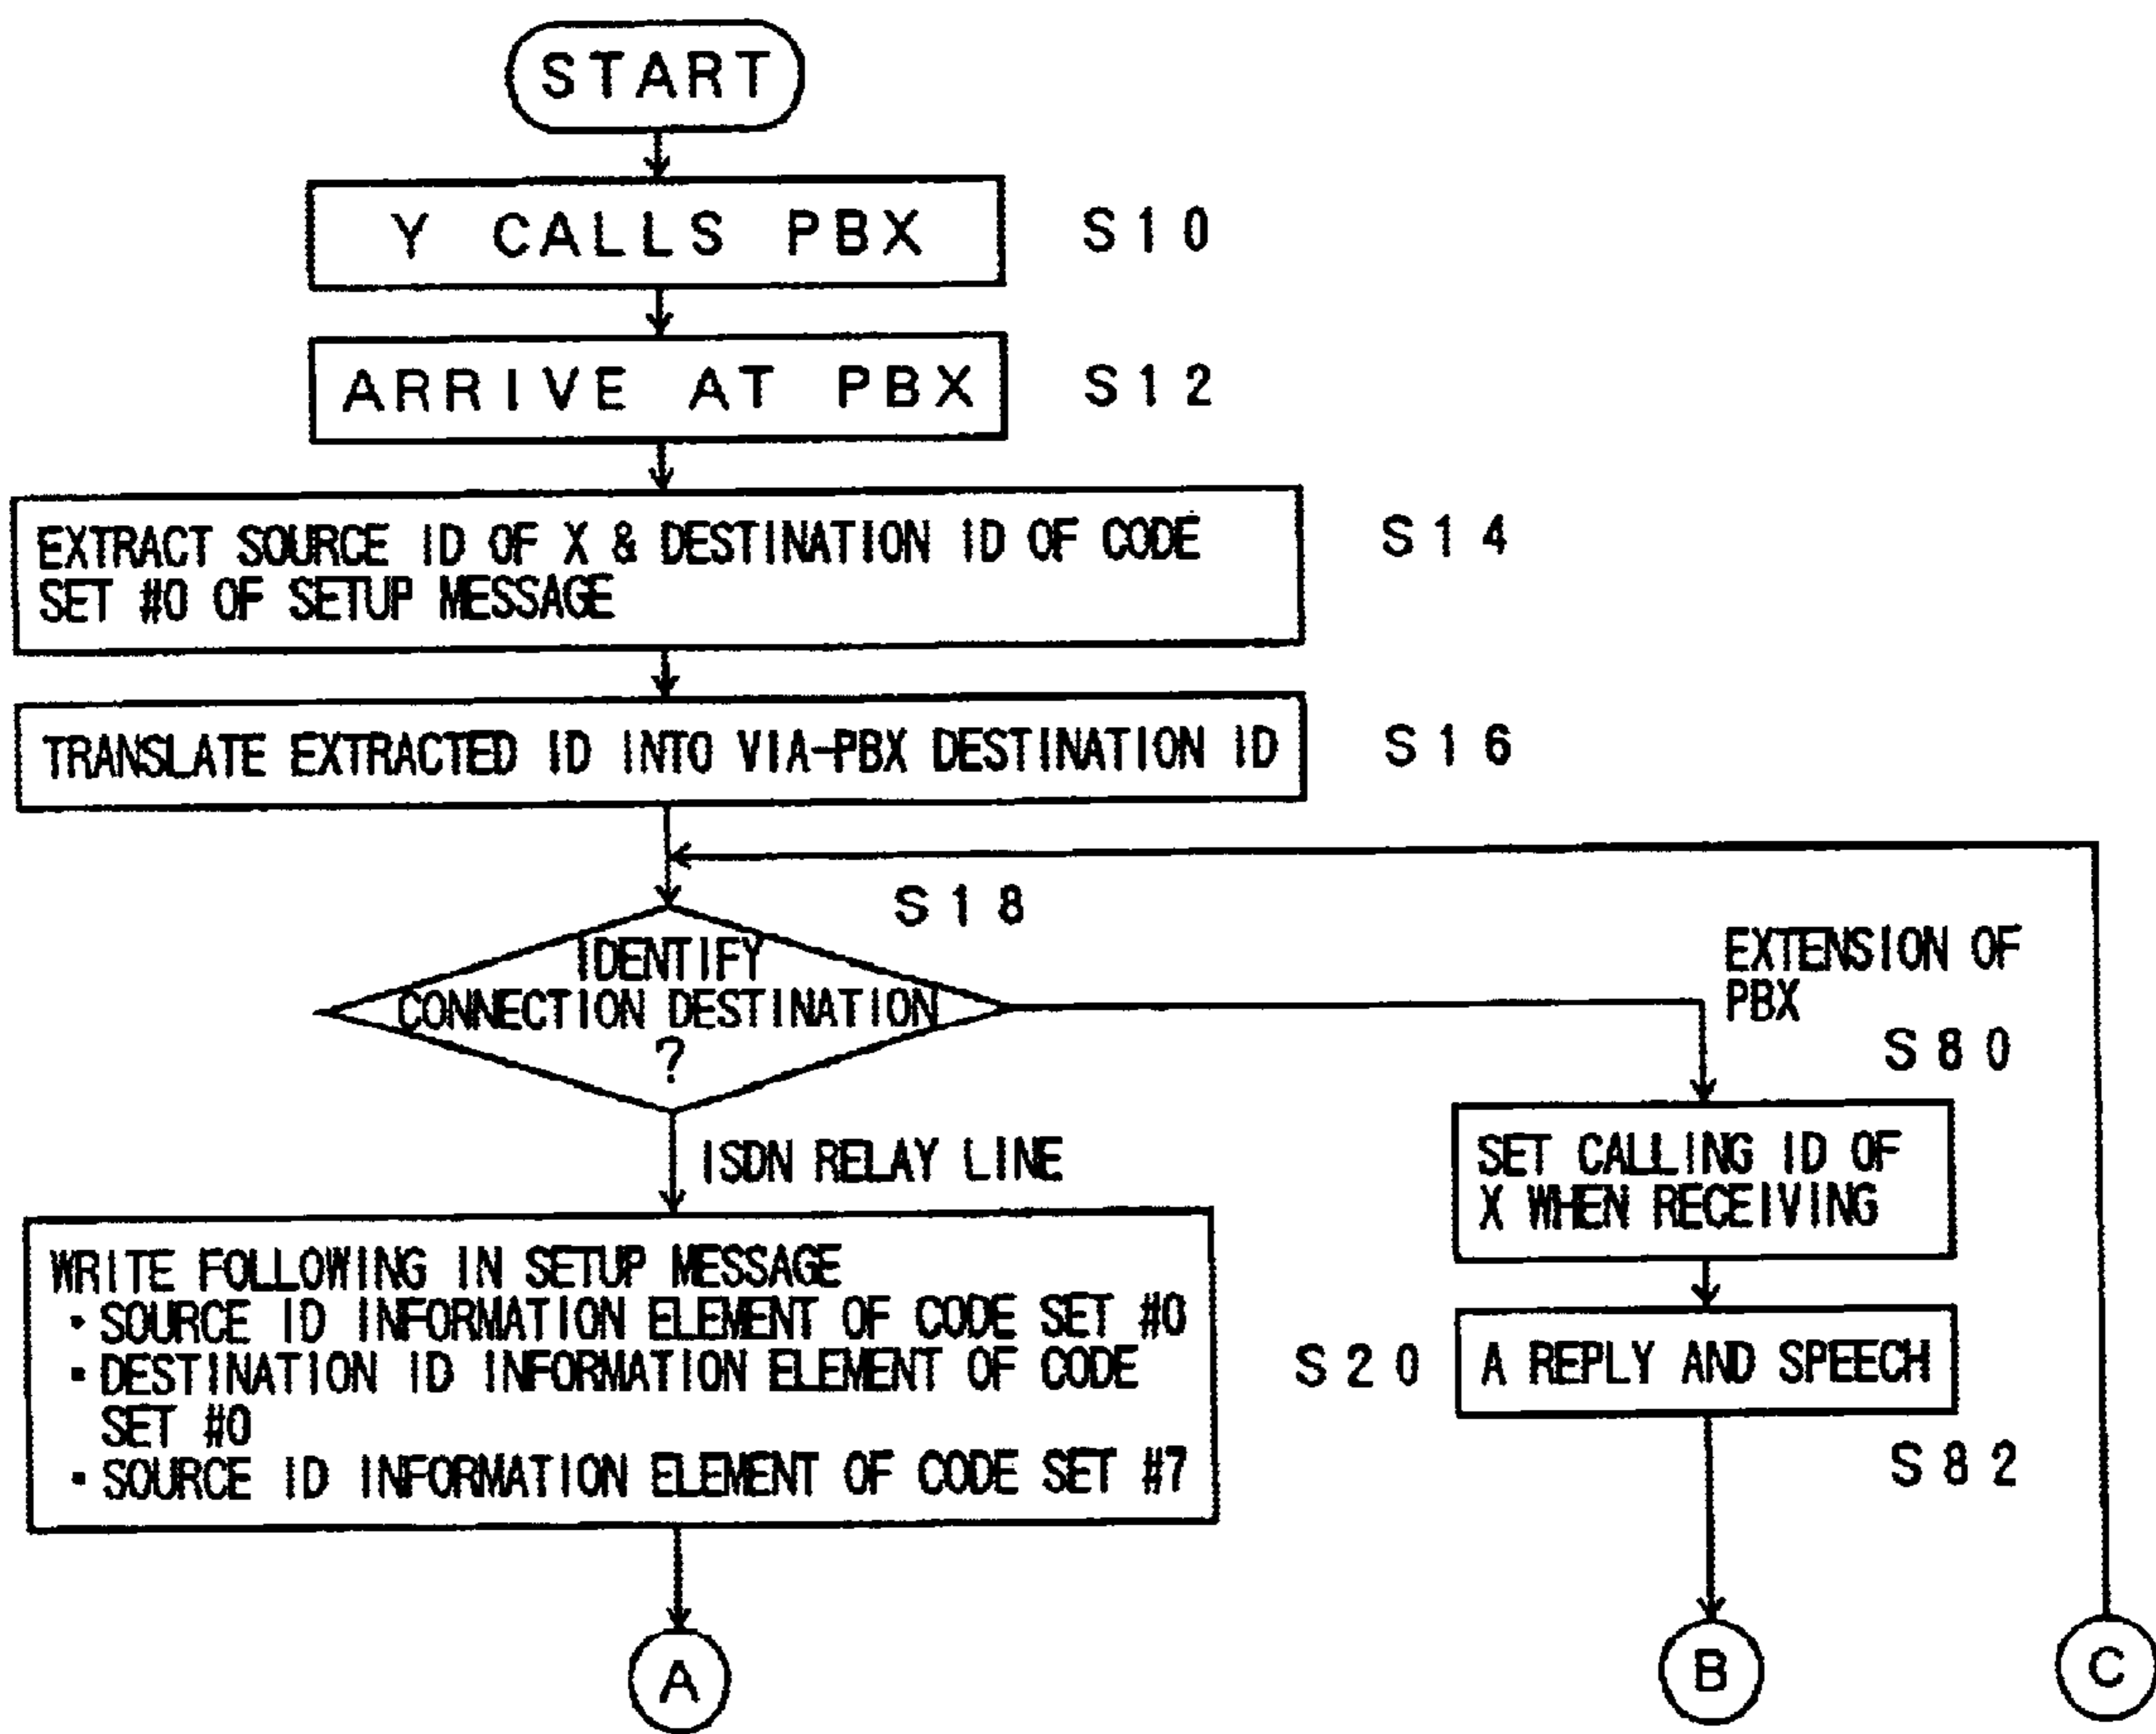 START
Y CALLS PBX
S10
ARRIVE AT PBX
S12
EXTRACT SOURCE ID OF X & DESTINATION ID OF CODE
SET #0 OF SETUP MESSAGE
S14
TRANSLATE EXTRACTED ID INTO VIA-PBX DESTINATION ID
S16
S18
IDENTIFY
CONNECTION DESTINATION
?
EXTENSION OF
PBX
S80
ISDN RELAY LINE
SET CALLING ID OF
X WHEN RECEIVING
WRITE FOLLOWING IN SETUP MESSAGE
・SOURCE ID INFORMATION ELEMENT OF CODE SET #0
・DESTINATION ID INFORMATION ELEMENT OF CODE
SET #0
・SOURCE ID INFORMATION ELEMENT OF CODE SET #7
S20
A REPLY AND SPEECH
S82
A
B
C